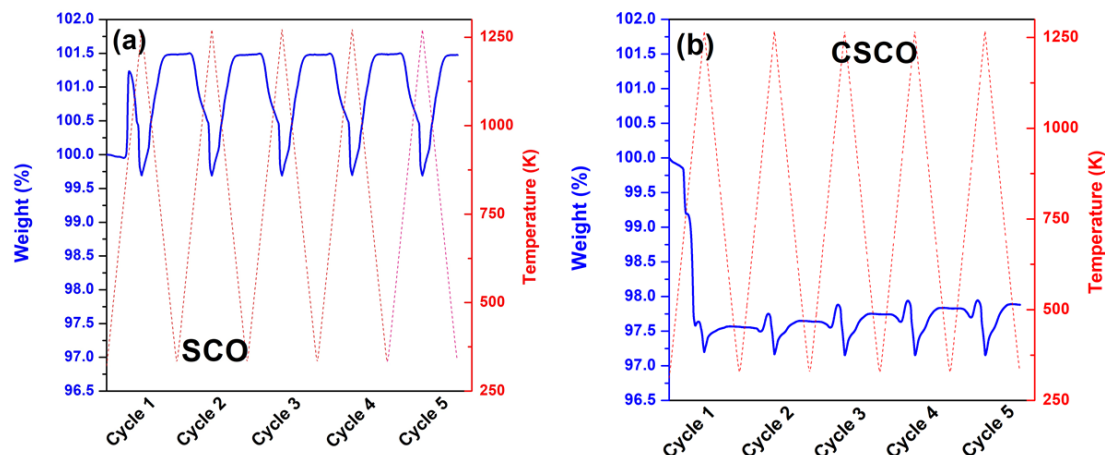 (a)
102.0
101.5
101.0
100.5
100.0
99.5
99.0
98.5
98.0
97.5
97.0
96.5
Weight (%)
1250
1000
750
500
250
Temperature (K)
SCO
Cycle 1
Cycle 2
Cycle 3
Cycle 4
Cycle 5
(b)
CSCO
102.0
101.5
101.0
100.5
100.0
99.5
99.0
98.5
98.0
97.5
97.0
96.5
Weight (%)
1250
1000
750
500
250
Temperature (K)
Cycle 1
Cycle 2
Cycle 3
Cycle 4
Cycle 5